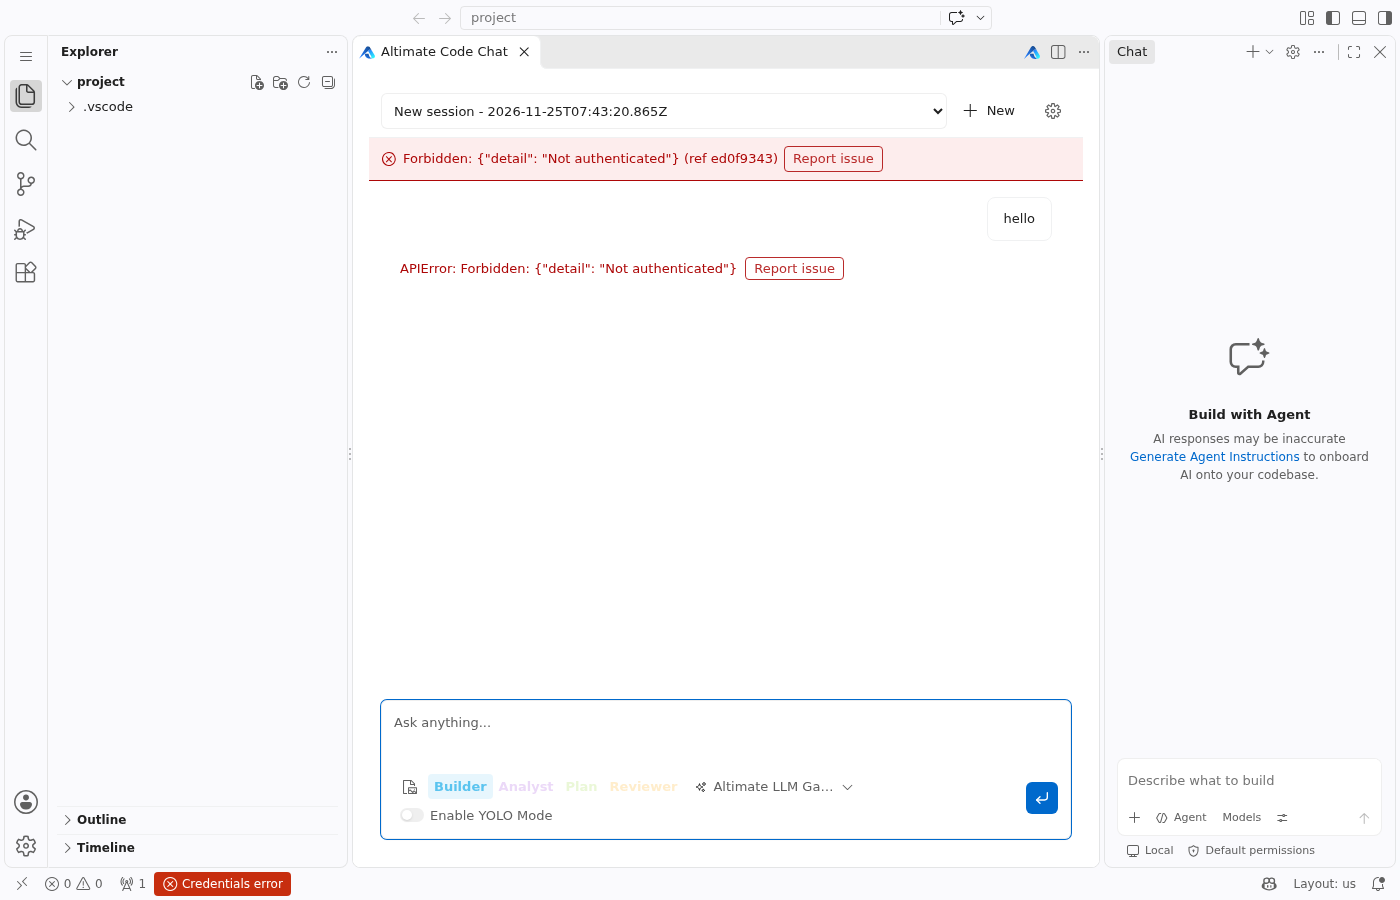 project
Explorer
project
.vscode
Outline
Timeline
Altimate Code Chat
New session - 2026-11-25T07:43:20.865Z
New
Forbidden: {"detail": "Not authenticated"} (ref ed0f9343)
Report issue
hello
APIError: Forbidden: {"detail": "Not authenticated"}
Report issue
Ask anything...
Builder Analyst Plan Reviewer Altimate LLM Ga...
Enable YOLO Mode
Chat
Build with Agent
AI responses may be inaccurate
Generate Agent Instructions to onboard
AI onto your codebase.
Describe what to build
Agent Models
Local Default permissions
0 0 1 Credentials error
Layout: us